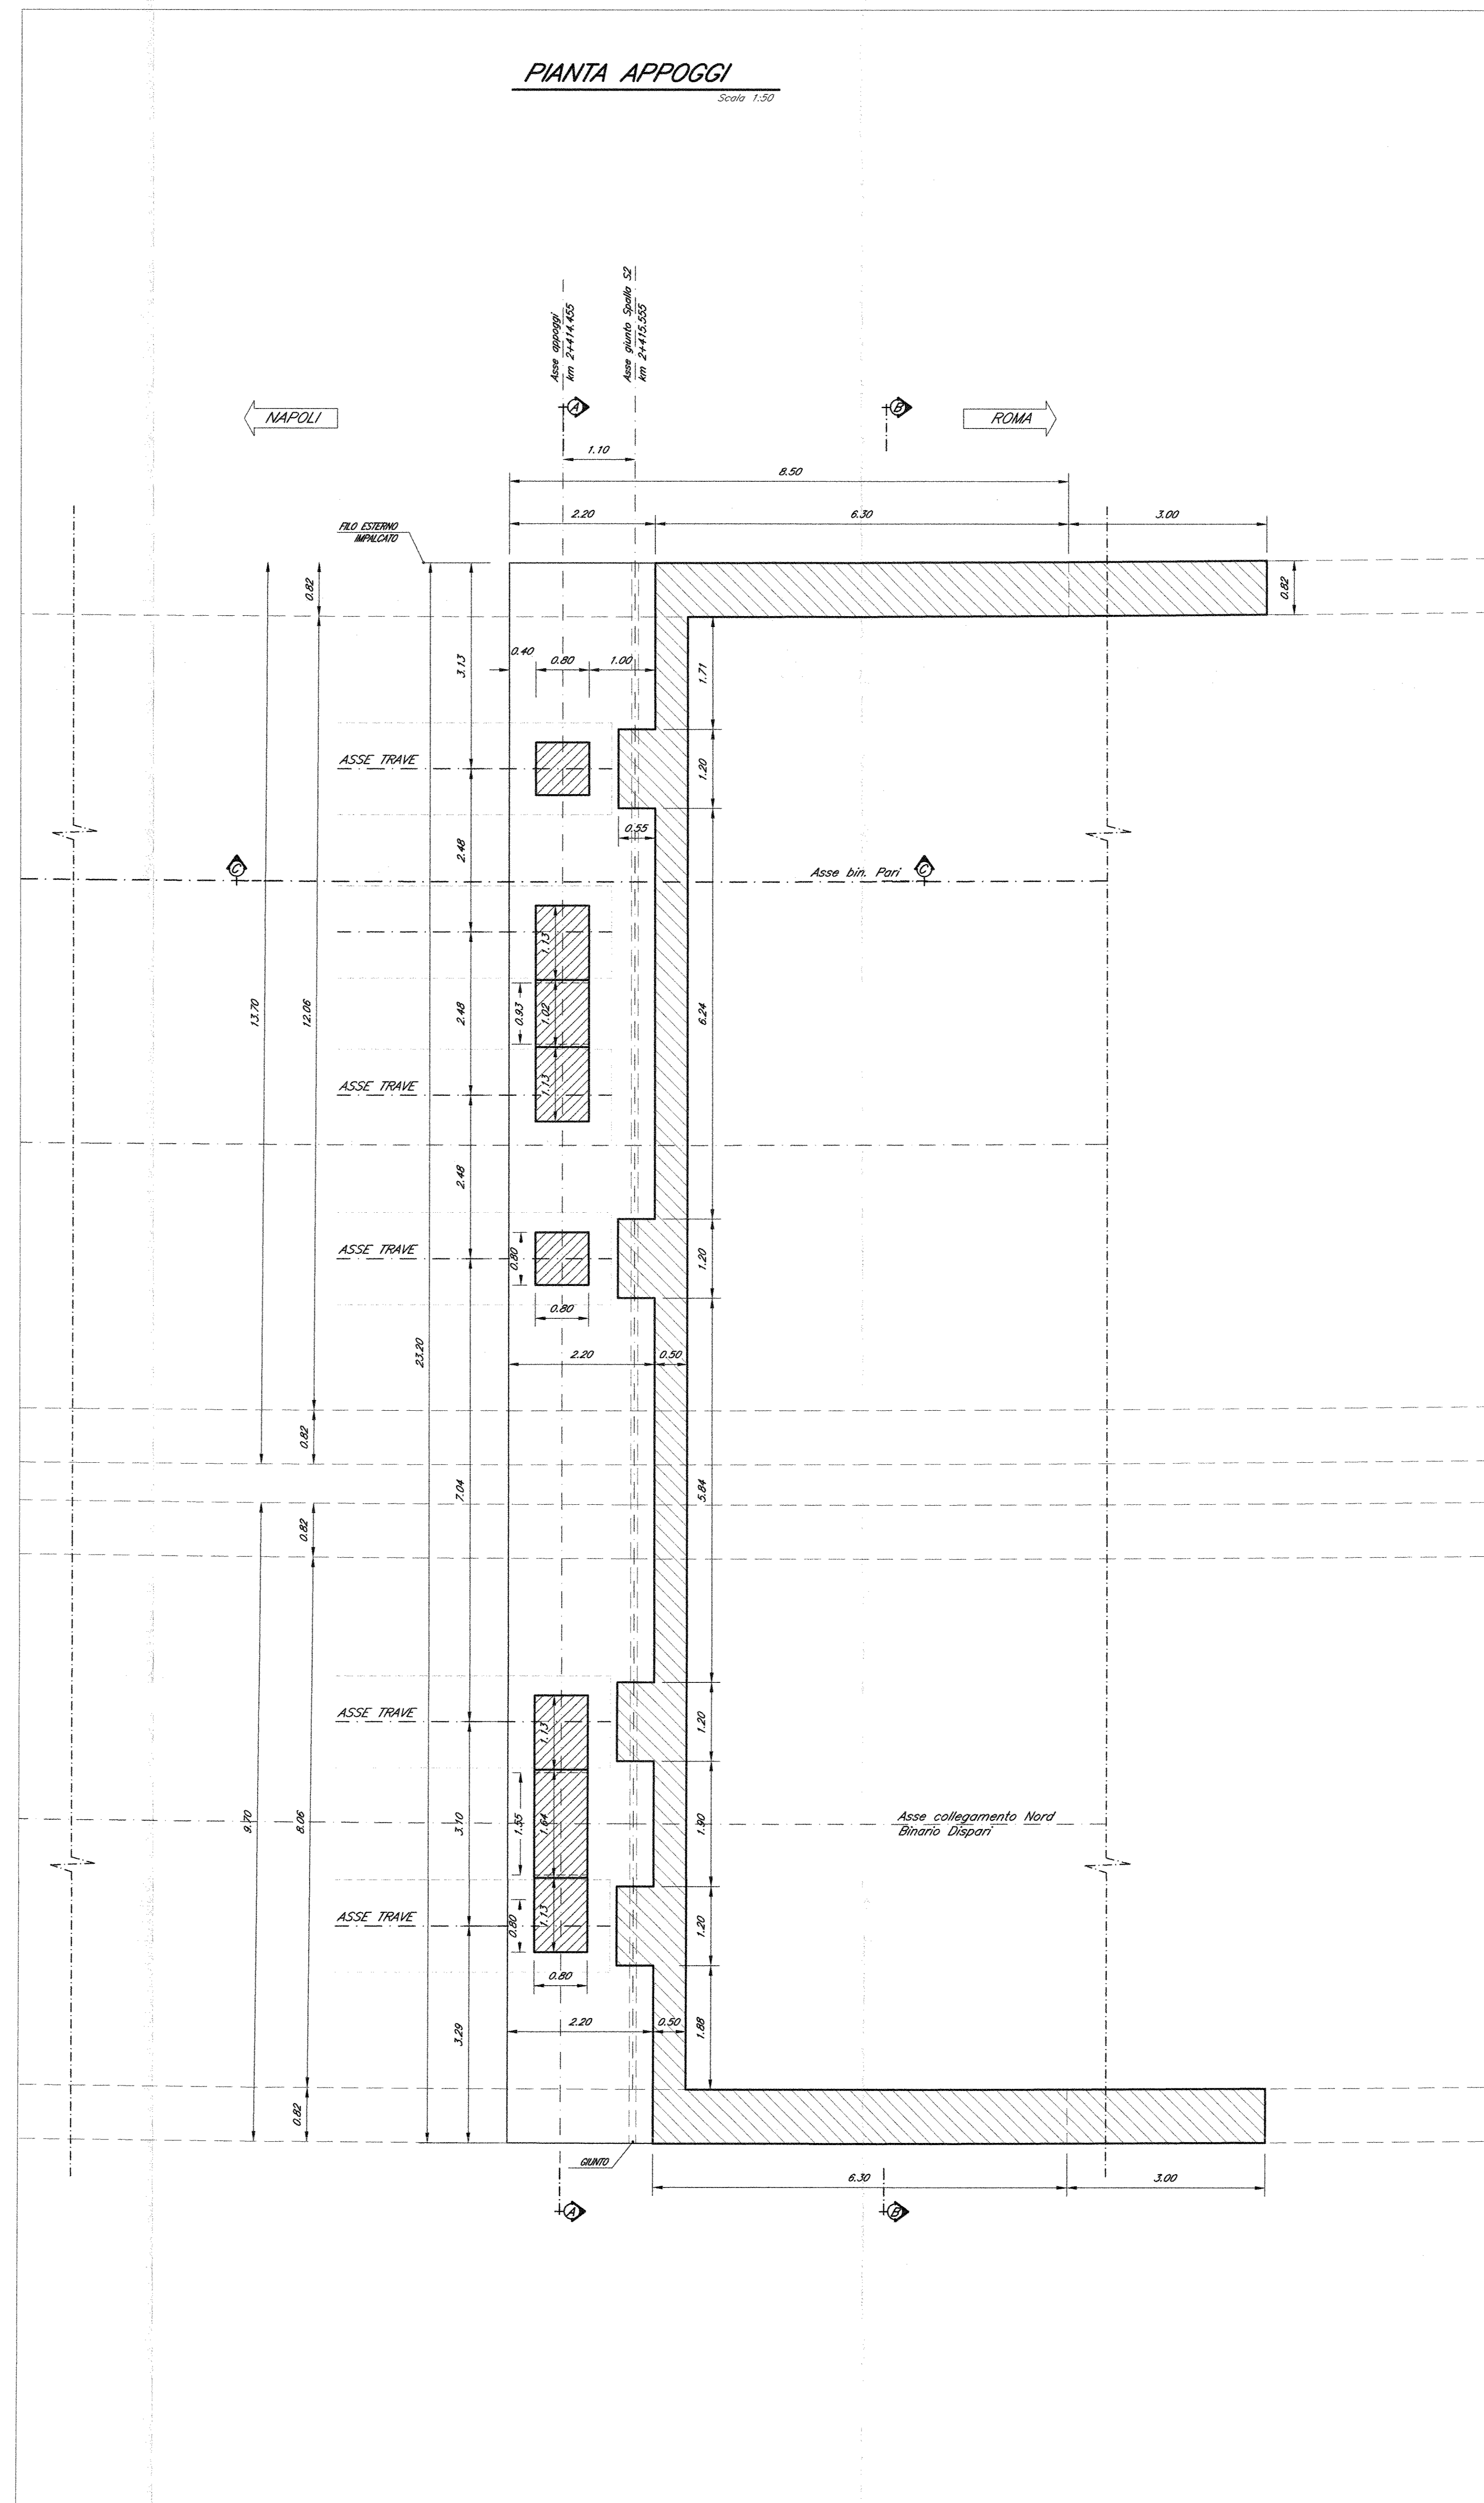 PIANTA APPOGGI
Scala 1:50
Asse appoggi
km 2+414.455
Asse giunto Spalla S2
km 2+415.555
NAPOLI
A
B
ROMA
1.10
8.50
2.20
6.30
3.00
FILO ESTERNO
IMPALCATO
0.82
0.82
3.13
0.40
0.80
1.00
1.71
ASSE TRAVE
1.20
2.48
0.55
C
Asse bin. Pari
C
1.13
13.70
12.06
2.48
0.93
1.02
6.24
1.13
ASSE TRAVE
2.48
ASSE TRAVE
0.80
1.20
0.80
23.20
2.20
0.50
0.82
7.04
5.84
0.82
ASSE TRAVE
1.13
1.20
9.70
8.06
3.10
1.55
1.64
1.90
Asse collegamento Nord
Binario Dispari
ASSE TRAVE
0.80
1.13
1.20
0.80
3.29
2.20
0.50
1.88
0.82
GIUNTO
6.30
3.00
A
B